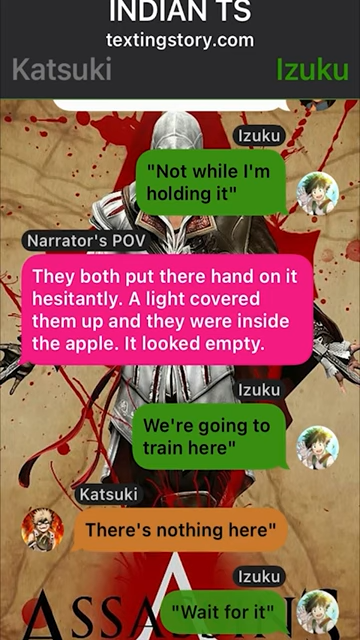 INDIAN TS
textingstory.com
Katsuki
Izuku
Izuku
"Not while I'm
holding it"
Narrator's POV
They both put there hand on it
hesitantly. A light covered
them up and they were inside
the apple. It looked empty.
Izuku
We're going to
train here"
Katsuki
There's nothing here"
Izuku
"Wait for it"